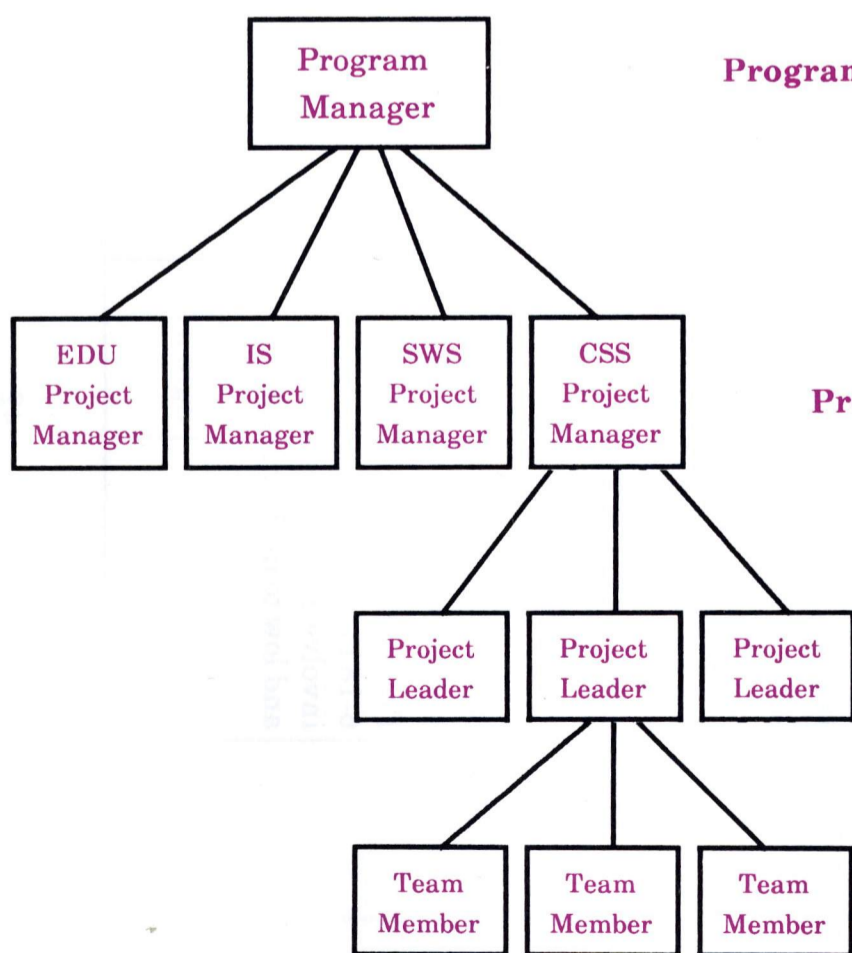 Program
Manager
EDU
Project
Manager
IS
Project
Manager
SWS
Project
Manager
CSS
Project
Manager
Project
Leader
Project
Leader
Project
Leader
Team
Member
Team
Member
Team
Member